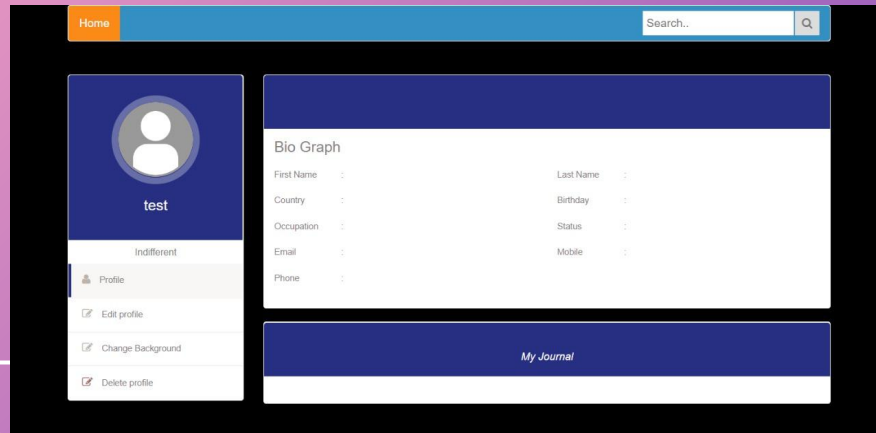 Home
Search..
test
Indifferent
Profile
Edit profile
Change Background
Delete profile
Bio Graph
First Name :
Last Name :
Country :
Birthday :
Occupation :
Status :
Email :
Mobile :
Phone :
My Journal